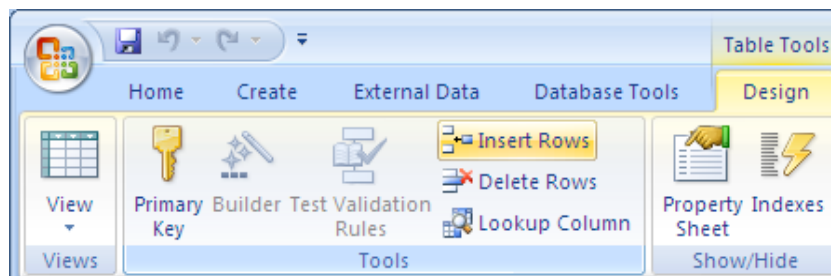 Table Tools
Home Create External Data Database Tools Design
Insert Rows
Delete Rows
View Primary Key Builder Test Validation Rules Lookup Column Property Sheet Indexes
Views Tools Show/Hide